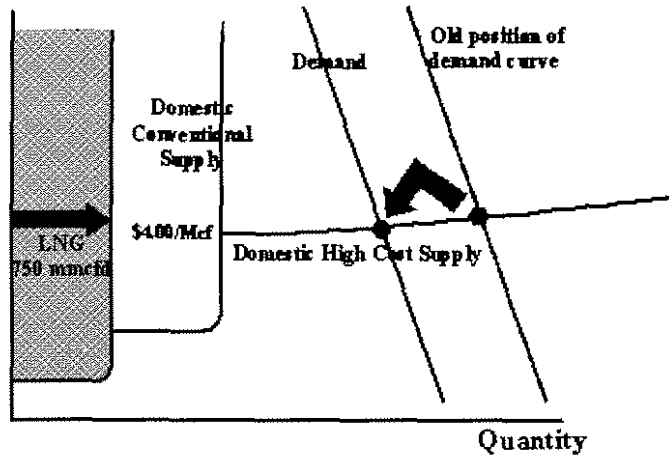 Old position of
demand curve
Demand
Domestic
Conventional
Supply
$4.00/Mcf
LNG
750 mmcfd
Domestic High Cost Supply
Quantity